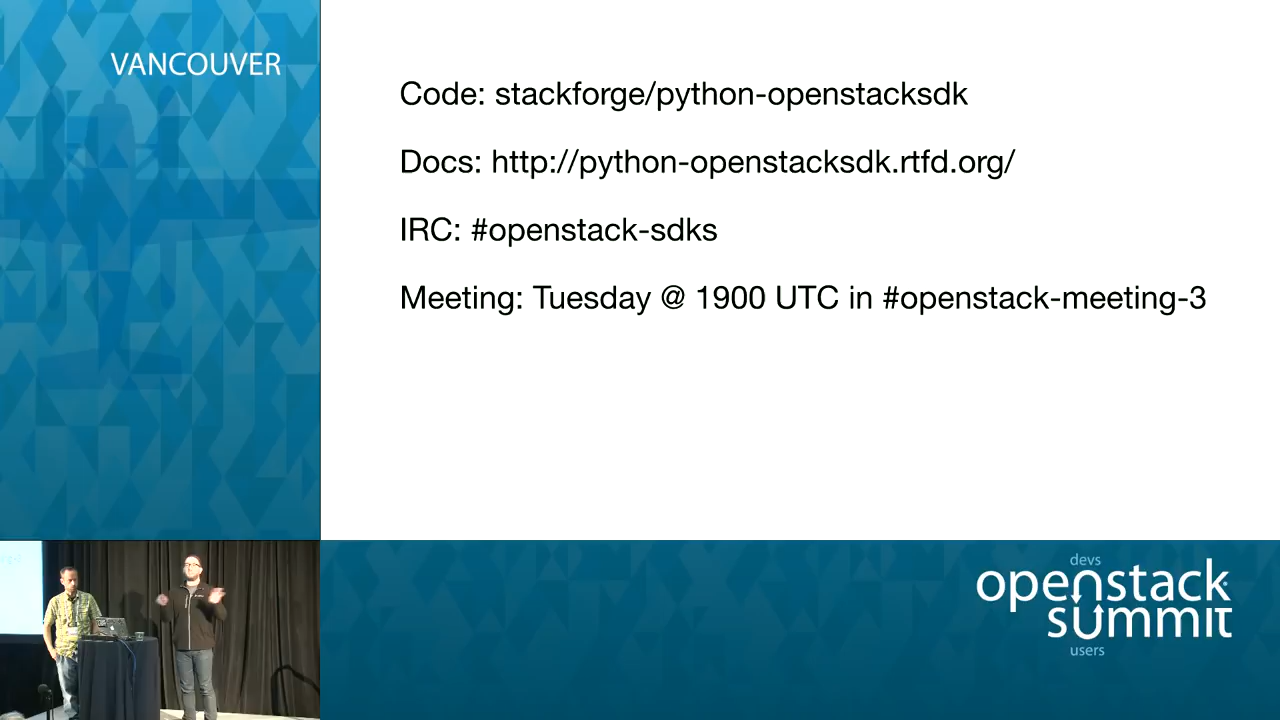 VANCOUVER
Code: stackforge/python-openstacksdk
Docs: http://python-openstacksdk.rtfd.org/
IRC: #openstack-sdks
Meeting: Tuesday @ 1900 UTC in #openstack-meeting-3
devs
openstack
summit
users